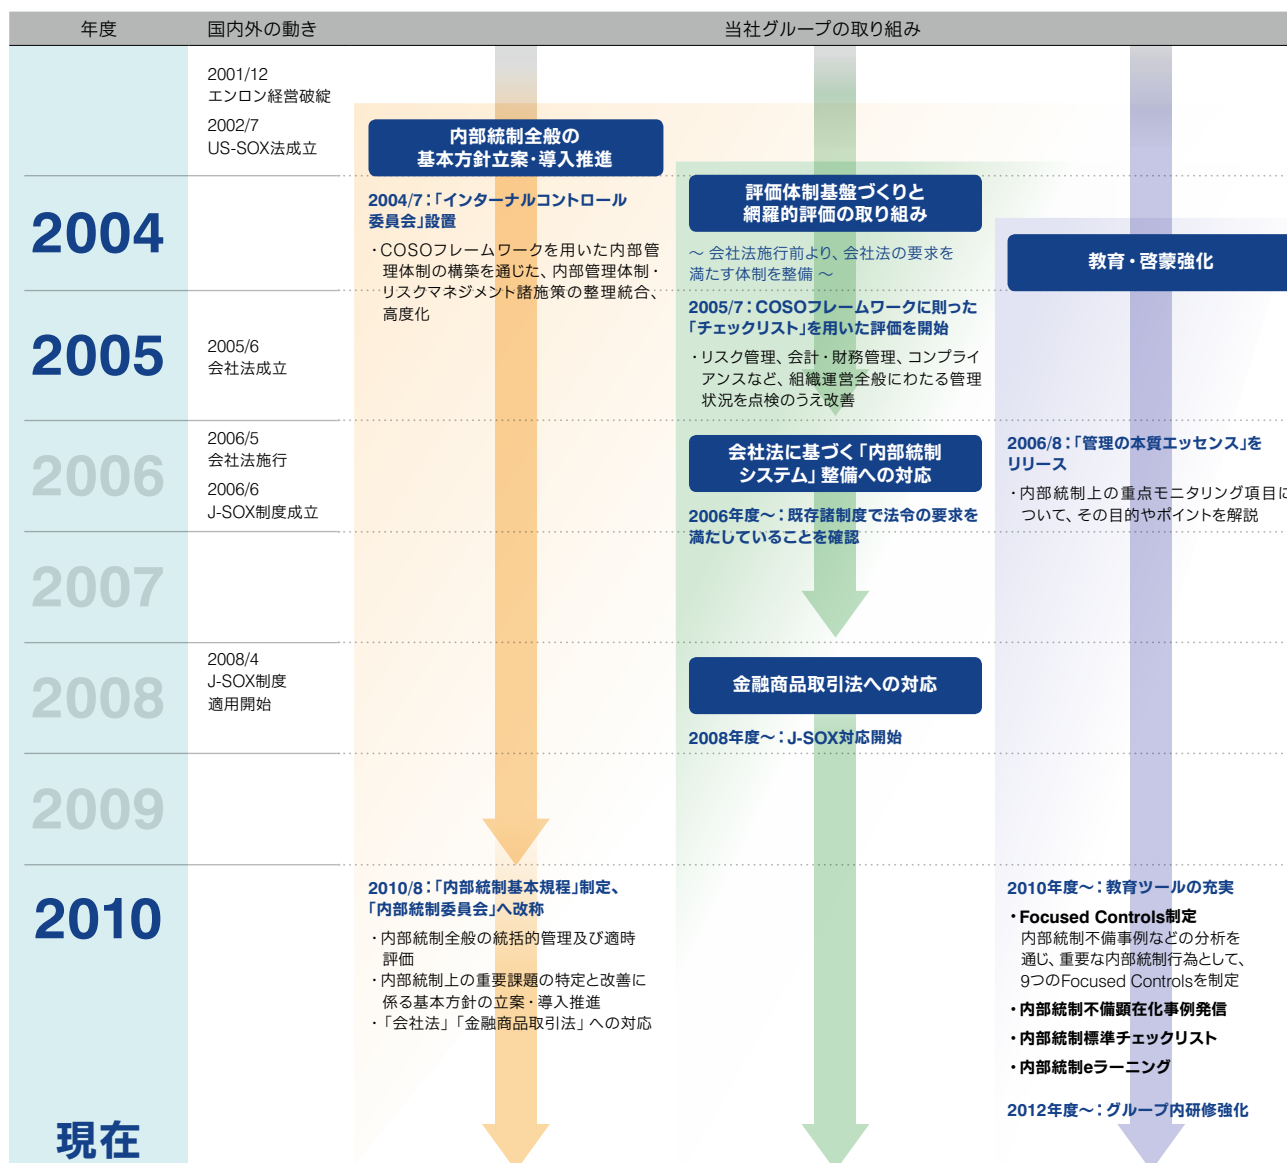 年度
国内外の動き
当社グループの取り組み
2001/12
エンロン経営破綻
2002/7
US-SOX法成立
内部統制全般の
基本方針立案・導入推進
2004
2004/7：「インターナルコントロール
委員会」設置
・COSOフレームワークを用いた内部管
理体制の構築を通じた、内部管理体制・
リスクマネジメント諸施策の整理統合、
高度化
評価体制基盤づくりと
網羅的評価の取り組み
～ 会社法施行前より、会社法の要求を
満たす体制を整備 ～
教育・啓蒙強化
2005
2005/6
会社法成立
2005/7：COSOフレームワークに則った
「チェックリスト」を用いた評価を開始
・リスク管理、会計・財務管理、コンプライ
アンスなど、組織運営全般にわたる管理
状況を点検のうえ改善
2006
2006/5
会社法施行
2006/6
J-SOX制度成立
会社法に基づく「内部統制
システム」整備への対応
2006年度～：既存諸制度で法令の要求を
満たしていることを確認
2006/8：「管理の本質エッセンス」を
リリース
・内部統制上の重点モニタリング項目に
ついて、その目的やポイントを解説
2007
2008
2008/4
J-SOX制度
適用開始
金融商品取引法への対応
2008年度～：J-SOX対応開始
2009
2010
2010/8：「内部統制基本規程」制定、
「内部統制委員会」へ改称
・内部統制全般の統括的管理及び適時
評価
・内部統制上の重要課題の特定と改善に
係る基本方針の立案・導入推進
・「会社法」「金融商品取引法」への対応
2010年度～：教育ツールの充実
・Focused Controls制定
内部統制不備事例などの分析を
通じ、重要な内部統制行為として、
9つのFocused Controlsを制定
・内部統制不備顕在化事例発信
・内部統制標準チェックリスト
・内部統制eラーニング
2012年度～：グループ内研修強化
現在